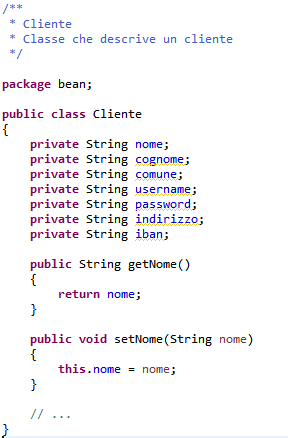 /**
 * Cliente
 * Classe che descrive un cliente
 */
package bean;
public class Cliente
{
    private String nome;
    private String cognome;
    private String comune;
    private String username;
    private String password;
    private String indirizzo;
    private String iban;
    public String getNome()
    {
        return nome;
    }
    public void setNome(String nome)
    {
        this.nome = nome;
    }
    // ...
}